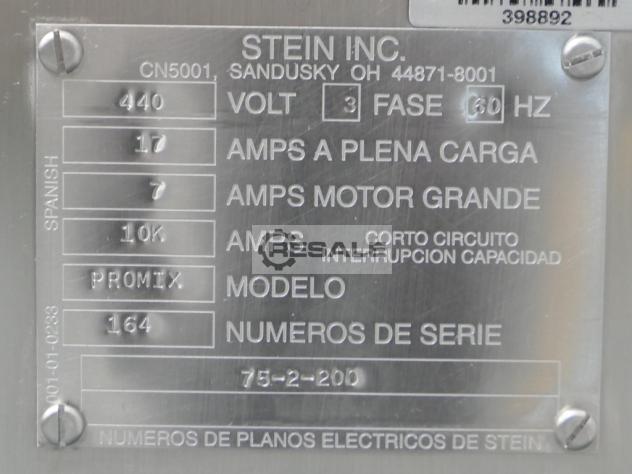 398892
STEIN INC.
CN5001, SANDUSKY OH 44871-8001
440 VOLT 3 FASE 60 HZ
17 AMPS A PLENA CARGA
7 AMPS MOTOR GRANDE
10K AMPS CORTO CIRCUITO
INTERRUPCION CAPACIDAD
PROMIX MODELO
164 NUMEROS DE SERIE
75-2-200
NUMEROS DE PLANOS ELECTRICOS DE STEIN
SPANISH
001-01-0233
RESALE